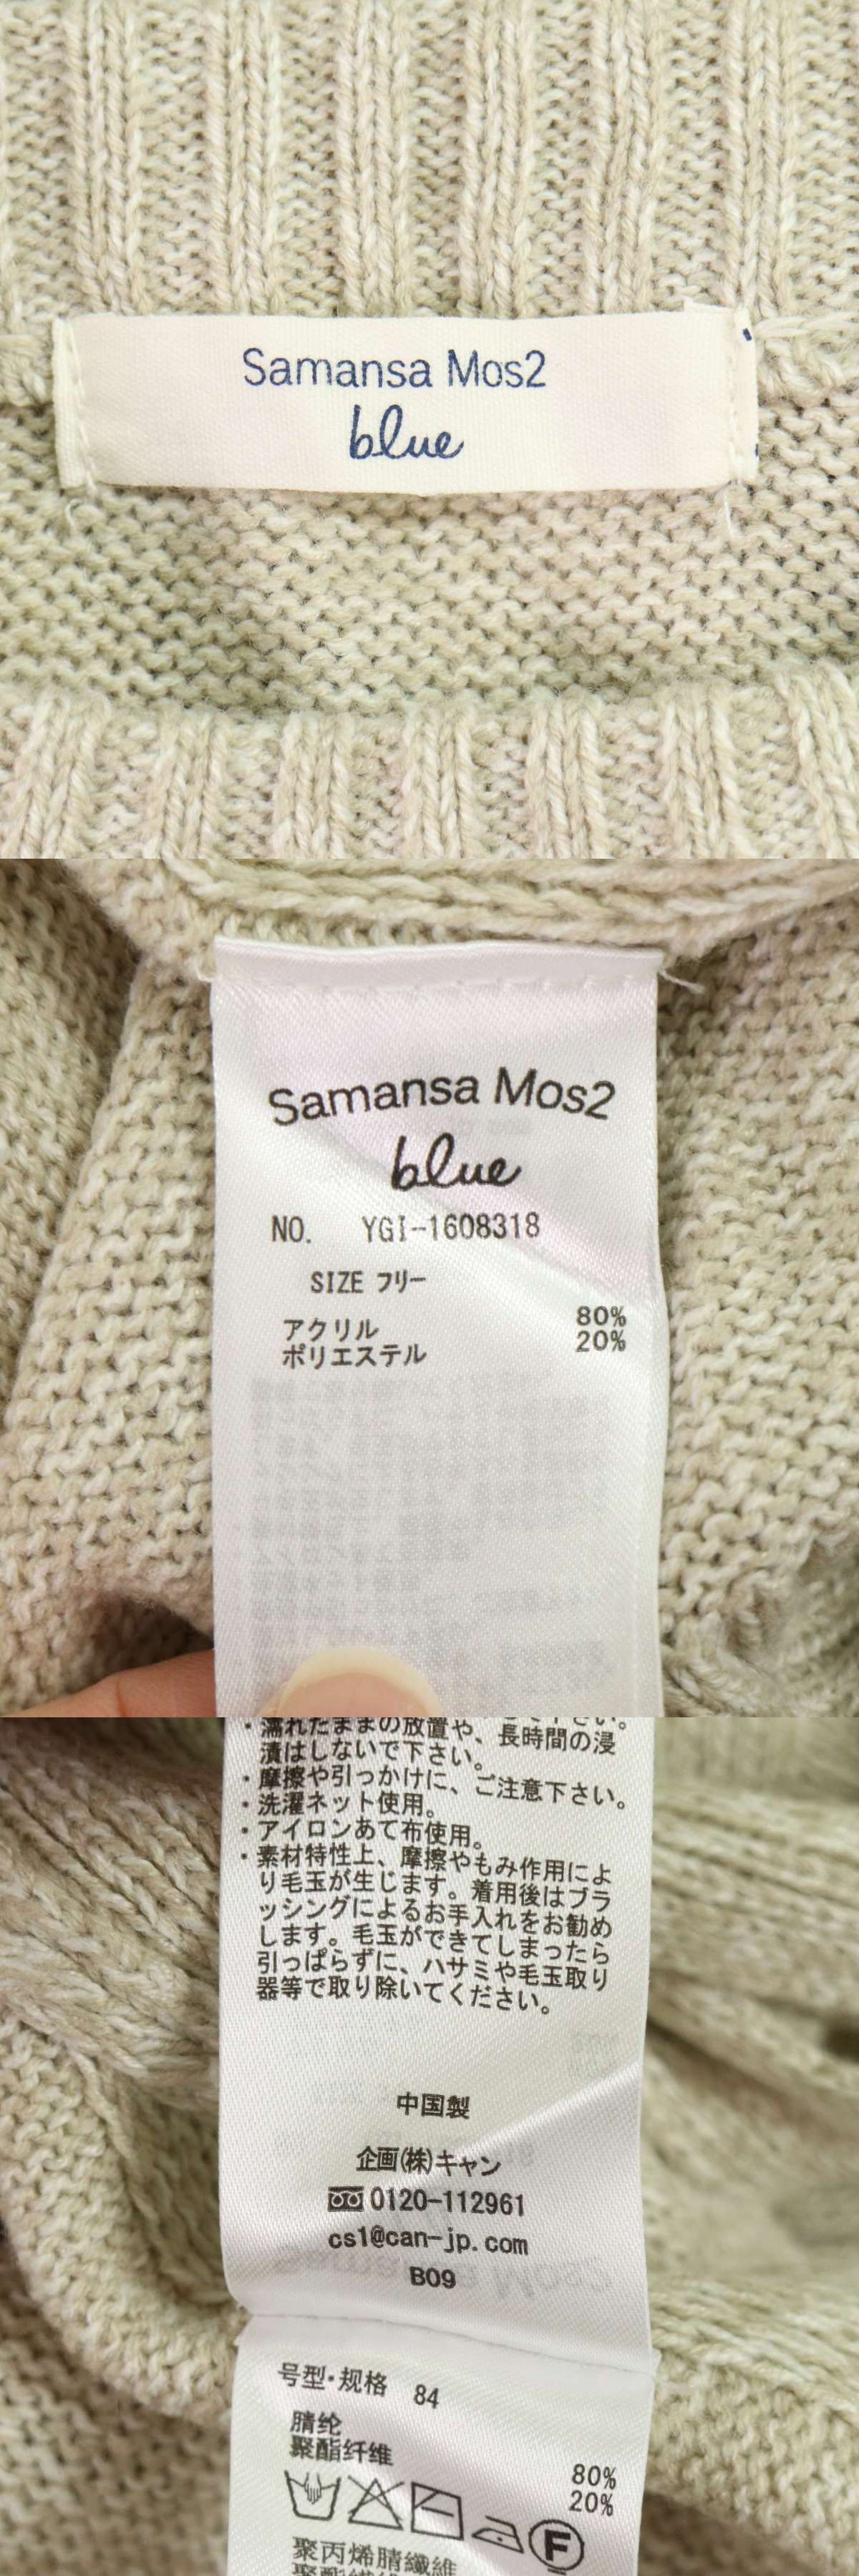 Samansa Mos2
blue
Samansa Mos2
blue
NO. YGI-1608318
SIZE フリー
アクリル 80%
ポリエステル 20%
・濡れたままの放置や、長時間の浸
漬はしないで下さい。
・摩擦や引っかけに、ご注意下さい。
・洗濯ネット使用。
・アイロンあて布使用。
・素材特性上、摩擦やもみ作用によ
り毛玉が生じます。着用後はブラ
ッシングによるお手入れをお勧め
します。毛玉ができてしまったら
引っぱらずに、ハサミや毛玉取り
器等で取り除いてください。
中国製
企画(株)キャン
0120-112961
cs1@can-jp.com
B09
号型·规格 84
腈纶 80%
聚酯纤维 20%
F
聚丙烯腈纖維